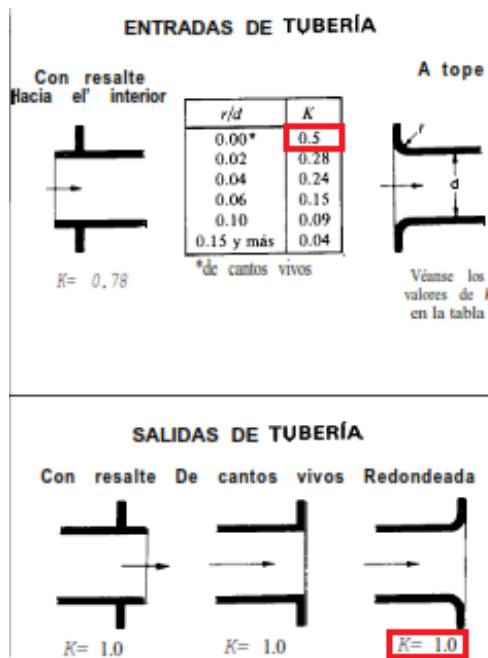 ENTRADAS DE TUBERÍA
Con resalte
Hacia el' interior
K= 0.78
r/d K
0.00* 0.5
0.02 0.28
0.04 0.24
0.06 0.15
0.10 0.09
0.15 y más 0.04
*de cantos vivos
A tope
r
d
Véanse los
valores de K
en la tabla
SALIDAS DE TUBERÍA
Con resalte De cantos vivos Redondeada
K= 1.0 K= 1.0 K= 1.0